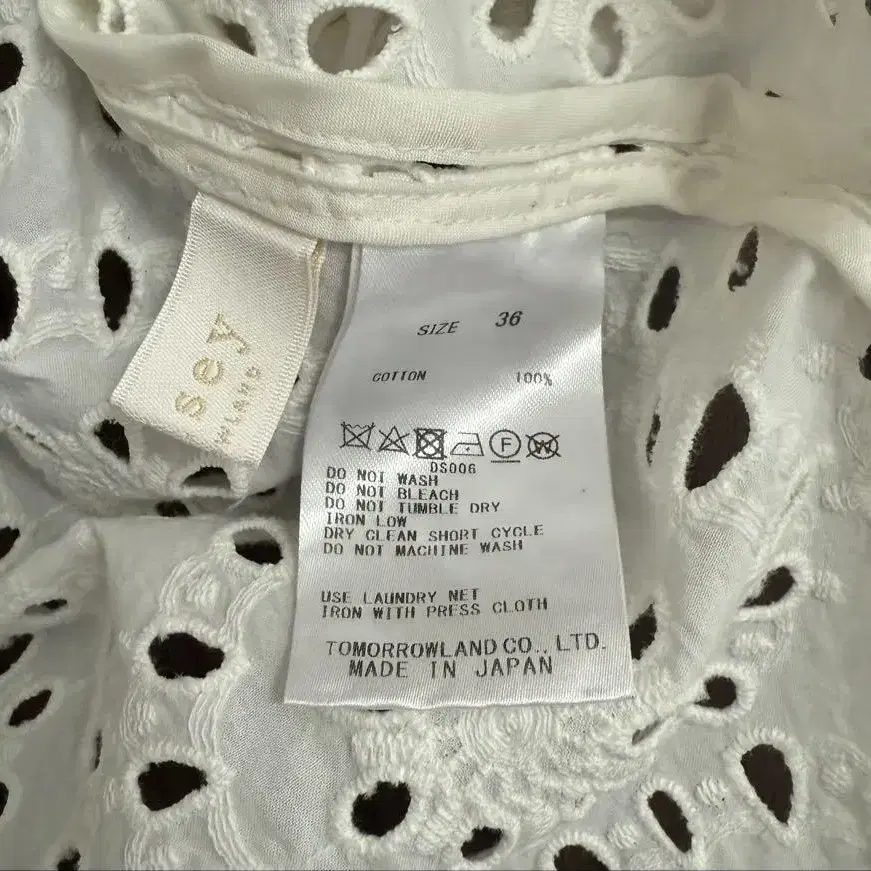 sey
WLAND
SIZE 36
COTTON 100%
F W
DS006
DO NOT WASH
DO NOT BLEACH
DO NOT TUMBLE DRY
IRON LOW
DRY CLEAN SHORT CYCLE
DO NOT MACHINE WASH
USE LAUNDRY NET
IRON WITH PRESS CLOTH
TOMORROWLAND CO., LTD.
MADE IN JAPAN